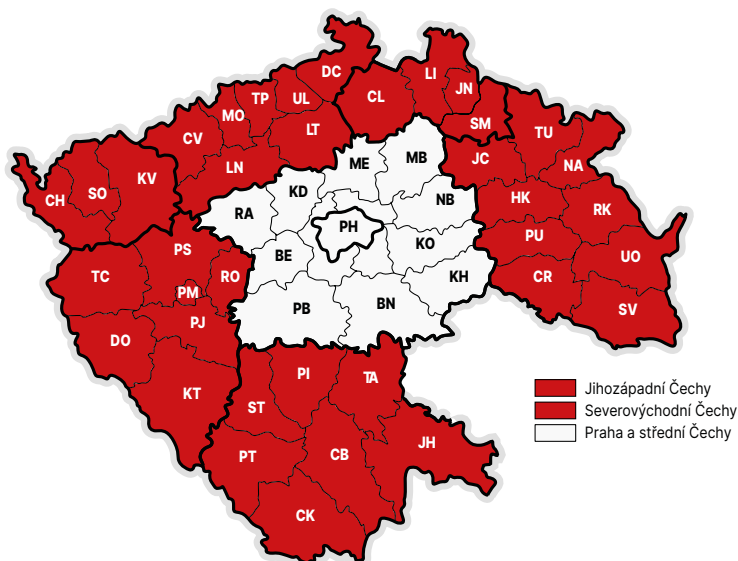 DC
LI
TP
UL
CL
JN
MO
CV
LT
SM
TU
ME
MB
JC
LN
NA
KV
KD
SO
CH
RA
NB
HK
RK
PH
PU
KO
PS
BE
UO
TC
RO
KH
CR
PM
PB
BN
SV
PJ
DO
PI
TA
KT
ST
JH
PT
CB
CK
Jihozápadní Čechy
Severovýchodní Čechy
Praha a střední Čechy